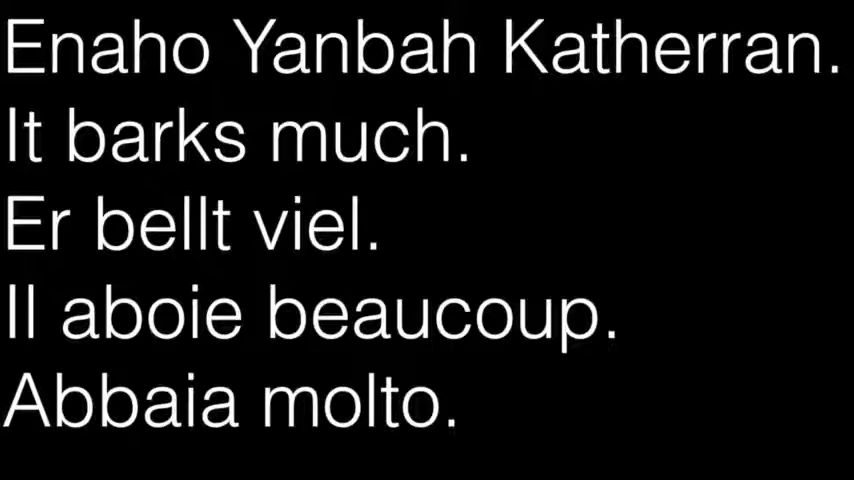 Enaho Yanbah Katherran.
It barks much.
Er bellt viel.
Il aboie beaucoup.
Abbaia molto.